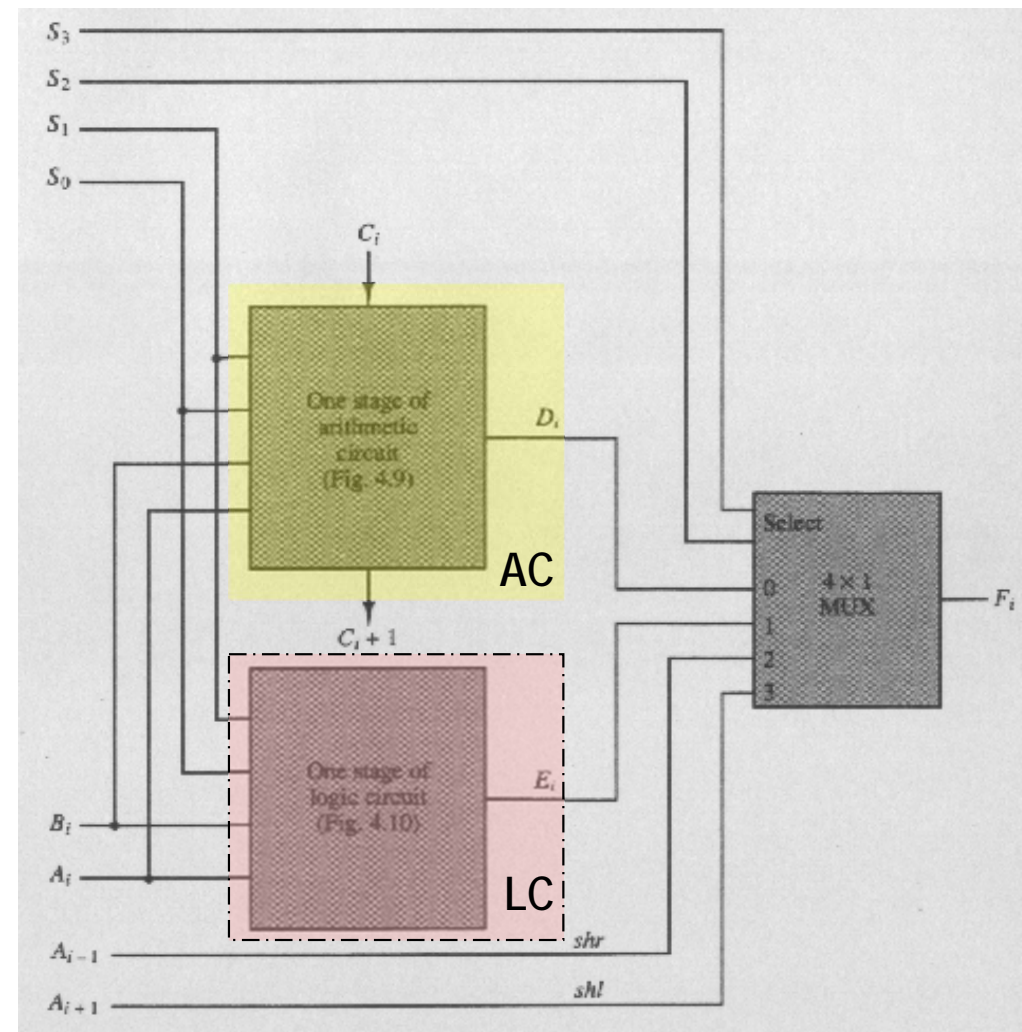 S₃
S₂
S₁
S₀
Cᵢ
One stage of
arithmetic
circuit
(Fig. 4.9)
Dᵢ
AC
Cᵢ + 1
Select
4 × 1
MUX
0
1
2
3
Fᵢ
One stage of
logic circuit
(Fig. 4.10)
Eᵢ
LC
Bᵢ
Aᵢ
Aᵢ₋₁
shr
Aᵢ₊₁
shl